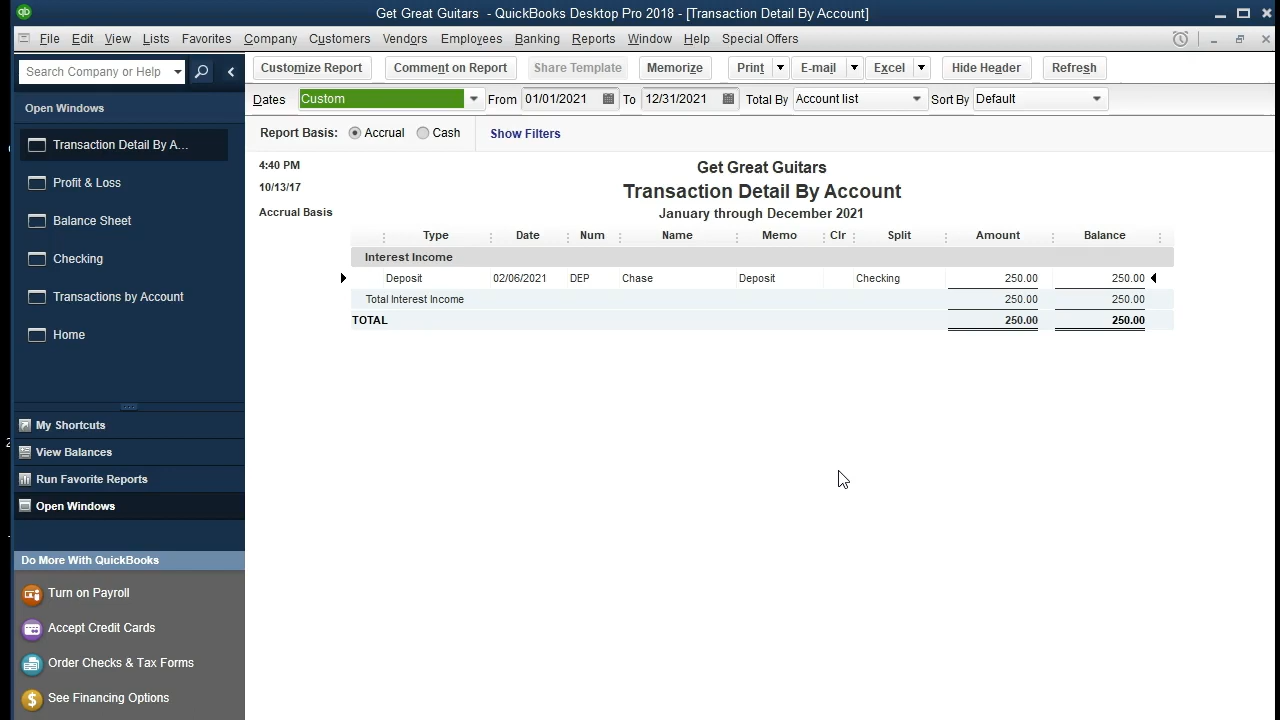 Get Great Guitars - QuickBooks Desktop Pro 2018 - [Transaction Detail By Account]
File Edit View Lists Favorites Company Customers Vendors Employees Banking Reports Window Help Special Offers
Search Company or Help
Customize Report Comment on Report Share Template Memorize Print E-mail Excel Hide Header Refresh
Dates Custom From 01/01/2021 To 12/31/2021 Total By Account list Sort By Default
Report Basis: Accrual Cash Show Filters
Open Windows
Transaction Detail By A...
Profit & Loss
Balance Sheet
Checking
Transactions by Account
Home
My Shortcuts
View Balances
Run Favorite Reports
Open Windows
Do More With QuickBooks
Turn on Payroll
Accept Credit Cards
Order Checks & Tax Forms
See Financing Options
4:40 PM
10/13/17
Accrual Basis
Get Great Guitars
Transaction Detail By Account
January through December 2021
Type Date Num Name Memo Clr Split Amount Balance
Interest Income
Deposit 02/06/2021 DEP Chase Deposit Checking 250.00 250.00
Total Interest Income 250.00 250.00
TOTAL 250.00 250.00